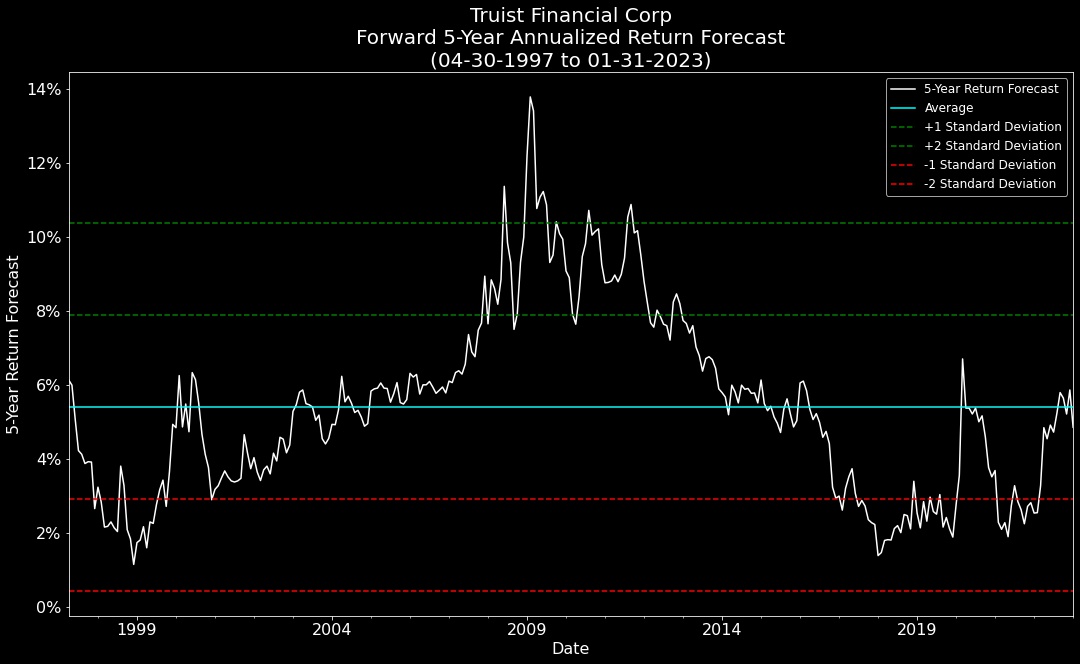 Truist Financial Corp
Forward 5-Year Annualized Return Forecast
(04-30-1997 to 01-31-2023)
14%
12%
10%
8%
6%
4%
2%
0%
5-Year Return Forecast
5-Year Return Forecast
Average
+1 Standard Deviation
+2 Standard Deviation
-1 Standard Deviation
-2 Standard Deviation
1999
2004
2009
2014
2019
Date